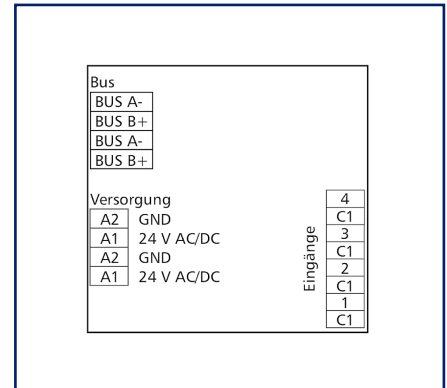 Bus
BUS A-
BUS B+
BUS A-
BUS B+
Versorgung
A2 GND
A1 24 V AC/DC
A2 GND
A1 24 V AC/DC
Eingänge
4
C1
3
C1
2
C1
1
C1